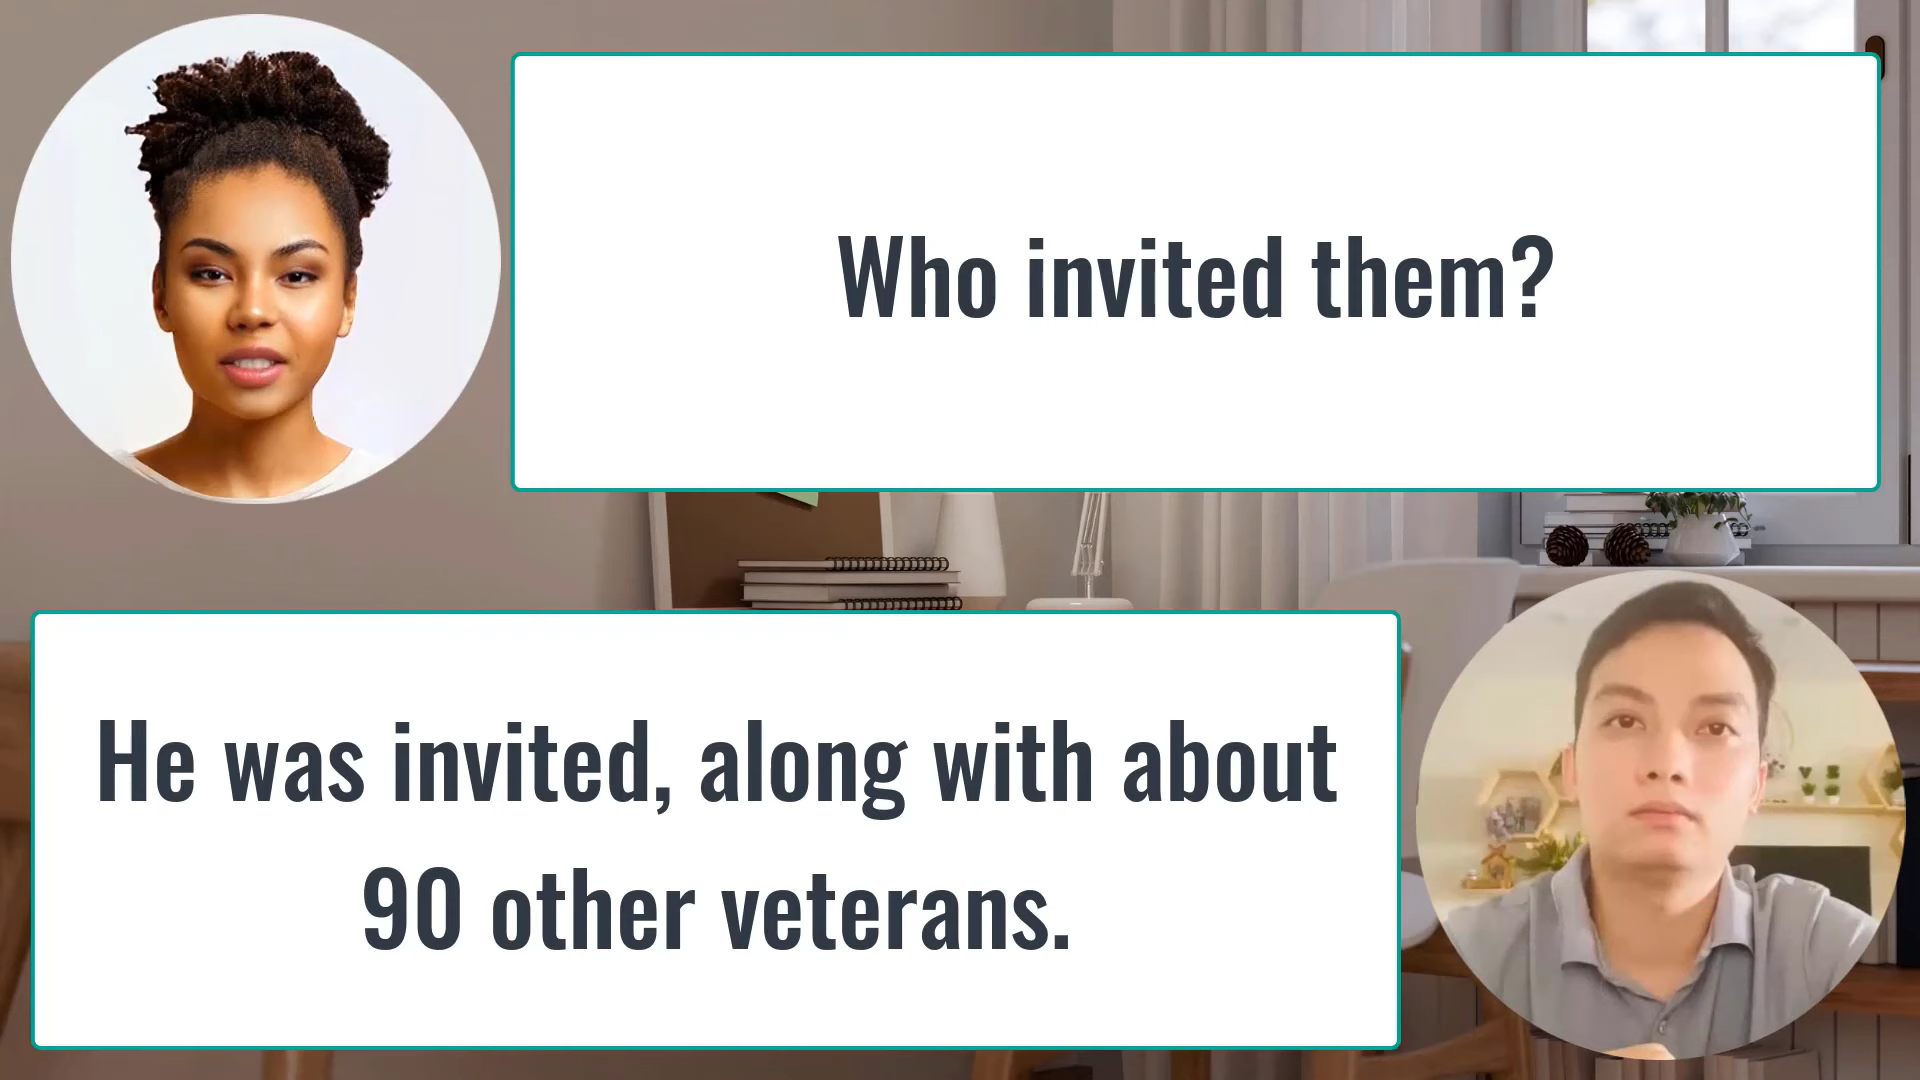 Who invited them?
He was invited, along with about
90 other veterans.